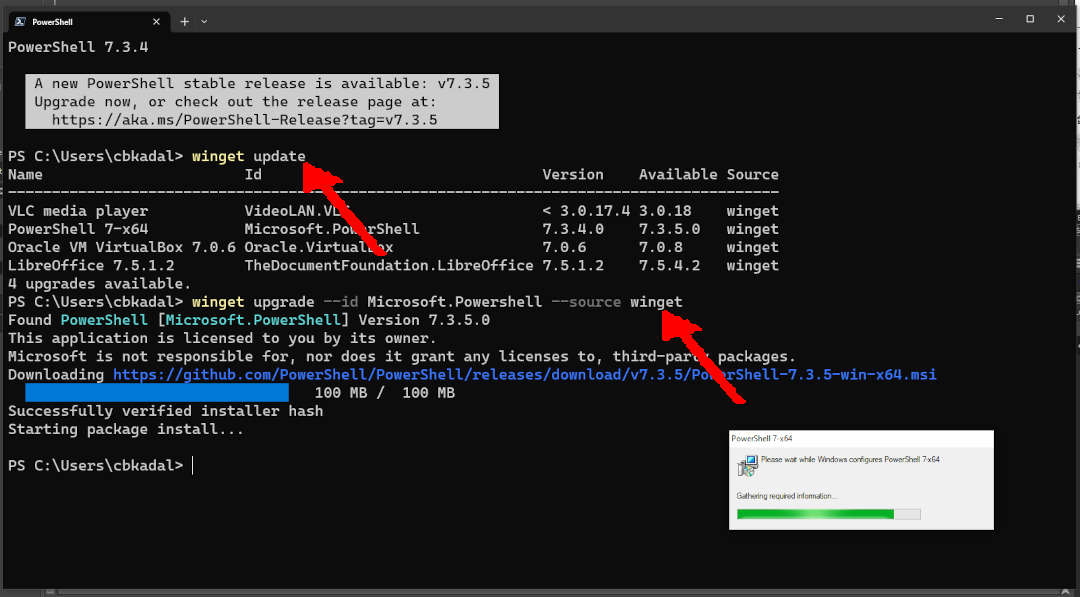 PowerShell
PowerShell 7.3.4
A new PowerShell stable release is available: v7.3.5
Upgrade now, or check out the release page at:
https://aka.ms/PowerShell-Release?tag=v7.3.5
PS C:\Users\cbkadal> winget update
Name Id Version Available Source
VLC media player VideoLAN.VLC < 3.0.17.4 3.0.18 winget
PowerShell 7-x64 Microsoft.PowerShell 7.3.4.0 7.3.5.0 winget
Oracle VM VirtualBox 7.0.6 Oracle.VirtualBox 7.0.6 7.0.8 winget
LibreOffice 7.5.1.2 TheDocumentFoundation.LibreOffice 7.5.1.2 7.5.4.2 winget
4 upgrades available.
PS C:\Users\cbkadal> winget upgrade --id Microsoft.Powershell --source winget
Found PowerShell [Microsoft.PowerShell] Version 7.3.5.0
This application is licensed to you by its owner.
Microsoft is not responsible for, nor does it grant any licenses to, third-party packages.
Downloading https://github.com/PowerShell/PowerShell/releases/download/v7.3.5/PowerShell-7.3.5-win-x64.msi
100 MB / 100 MB
Successfully verified installer hash
Starting package install...
PS C:\Users\cbkadal>
PowerShell 7-x64
Please wait while Windows configures PowerShell 7-x64
Gathering required information...